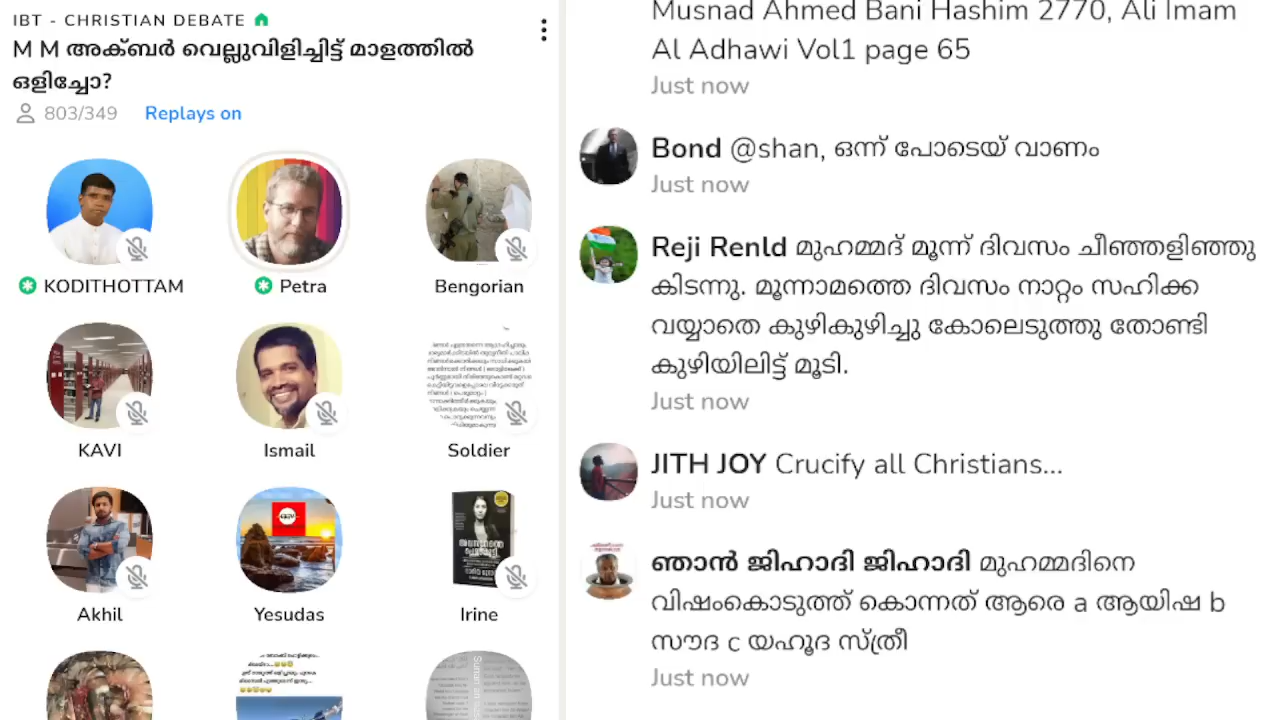 IBT - CHRISTIAN DEBATE
M M അക്ബർ വെല്ലുവിളിച്ചിട്ട് മാളത്തിൽ
ഒളിച്ചോ?
803/349 Replays on
KODITHOTTAM
Petra
Bengorian
KAVI
Ismail
Soldier
Akhil
Yesudas
Irine
Musnad Ahmed Bani Hashim 2770, Ali Imam
Al Adhawi Vol1 page 65
Just now
Bond @shan, ഒന്ന് പോടെയ് വാണം
Just now
Reji Renld മുഹമ്മദ് മൂന്ന് ദിവസം ചീഞ്ഞളിഞ്ഞു
കിടന്നു. മൂന്നാമത്തെ ദിവസം നാറ്റം സഹിക്ക
വയ്യാതെ കുഴികുഴിച്ചു കോലെടുത്തു തോണ്ടി
കുഴിയിലിട്ട് മൂടി.
Just now
JITH JOY Crucify all Christians...
Just now
ഞാൻ ജിഹാദി ജിഹാദി മുഹമ്മദിനെ
വിഷംകൊടുത്ത് കൊന്നത് ആരെ a ആയിഷ b
സൗദ c യഹൂദ സ്ത്രീ
Just now